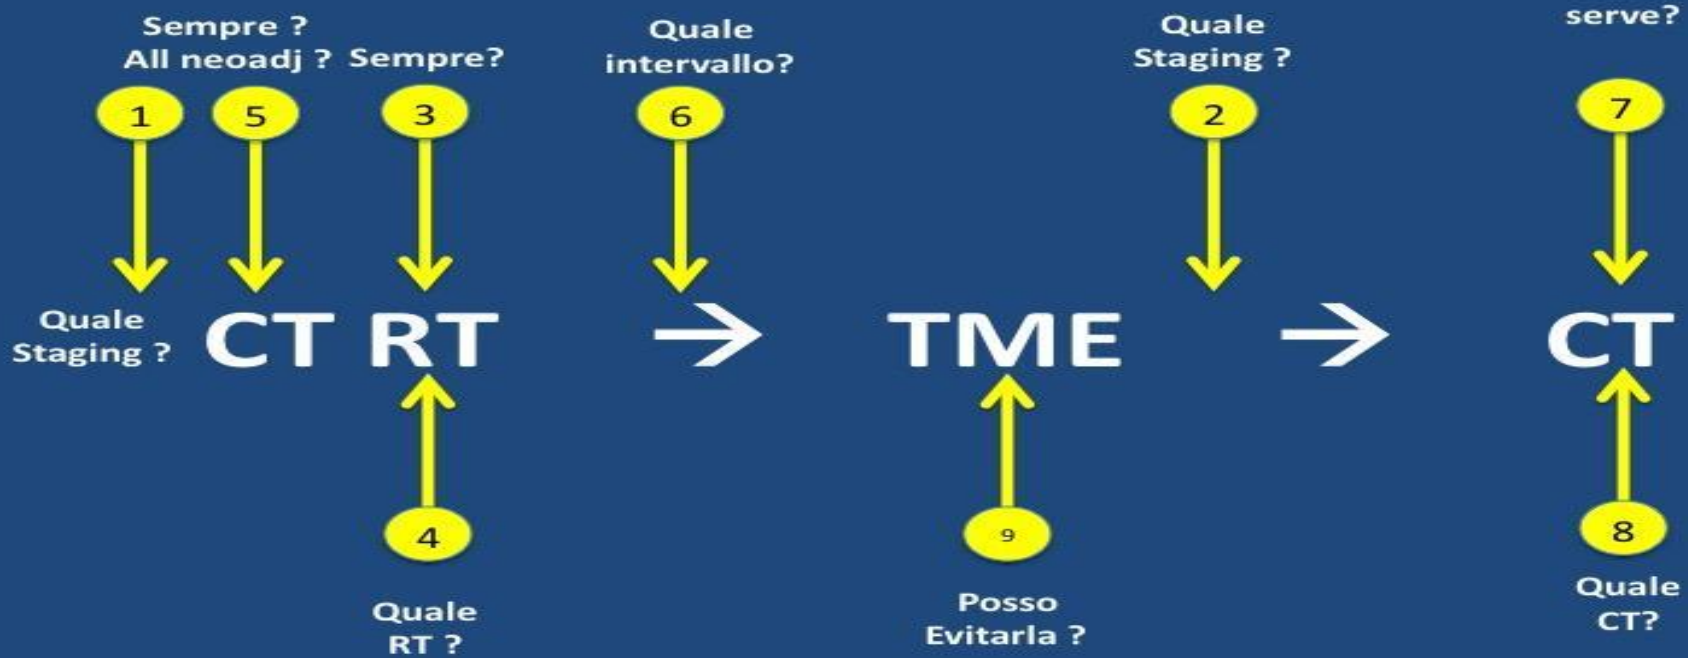 Sempre ?
All neoadj ?
Sempre?
Quale
intervallo?
Quale
Staging ?
serve?
1
5
3
6
2
7
Quale
Staging ?
CT RT → TME → CT
4
9
8
Quale
RT ?
Posso
Evitarla ?
Quale
CT?